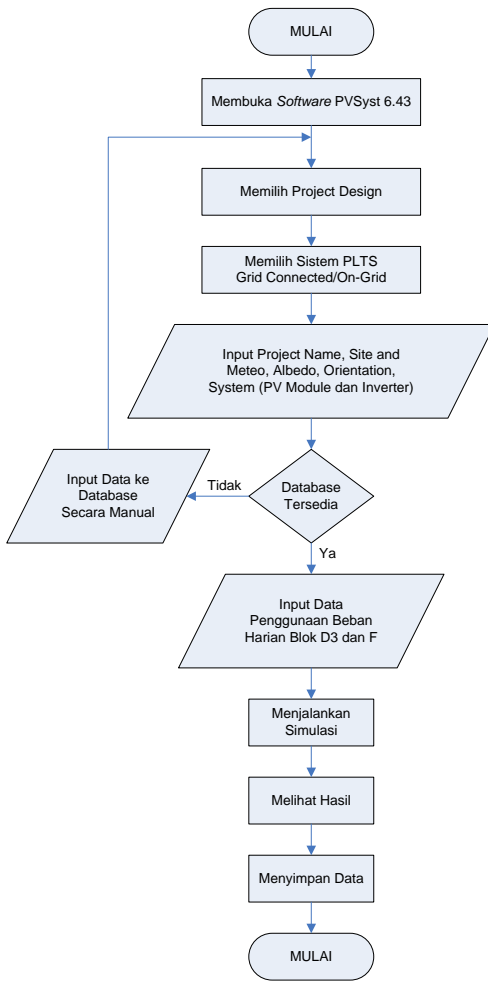 MULAI
Membuka Software PVSyst 6.43
Memilih Project Design
Memilih Sistem PLTS
Grid Connected/On-Grid
Input Project Name, Site and
Meteo, Albedo, Orientation,
System (PV Module dan Inverter)
Input Data ke
Database
Secara Manual
Tidak
Database
Tersedia
Ya
Input Data
Penggunaan Beban
Harian Blok D3 dan F
Menjalankan
Simulasi
Melihat Hasil
Menyimpan Data
MULAI